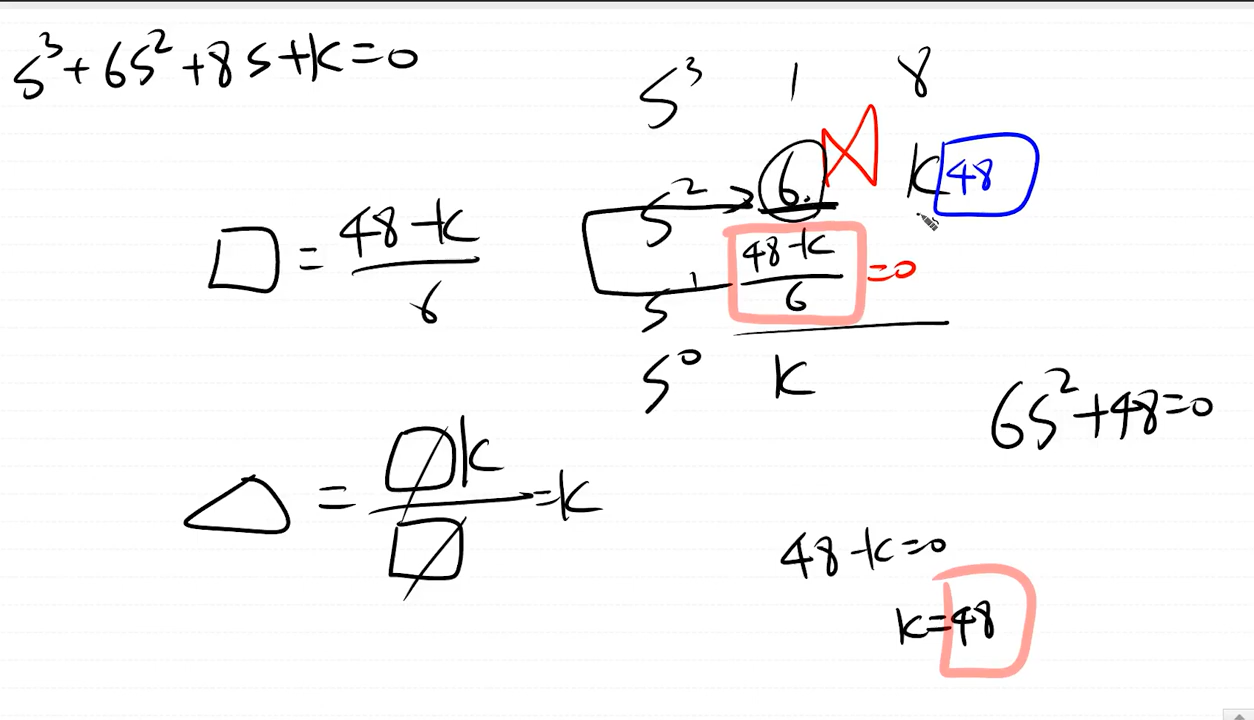 s³+6s²+8s+k=0
s³ 1 8
s² 6. k 48
s¹ 48-k/6 =0
s⁰ k
□ = 48-k/6
△ = □k/□ =k
6s²+48=0
48-k=0
k=48